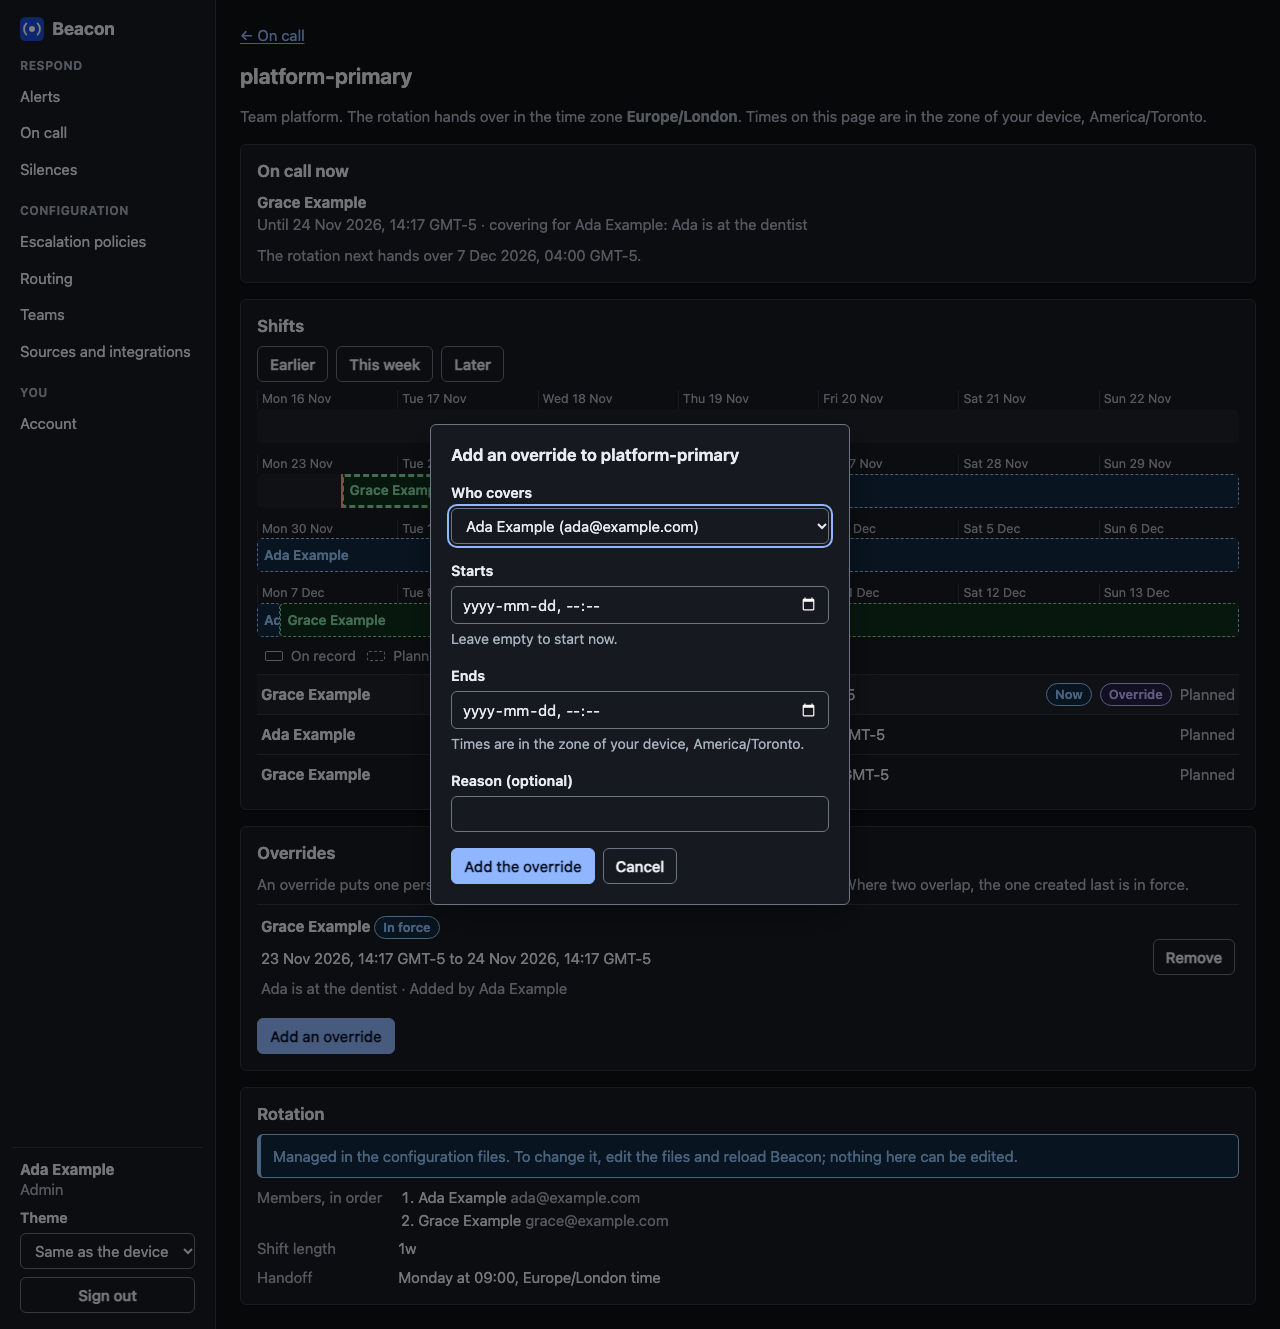 Beacon
RESPOND
Alerts
On call
Silences
CONFIGURATION
Escalation policies
Routing
Teams
Sources and integrations
YOU
Account
Ada Example
Admin
Theme
Same as the device
Sign out
← On call
platform-primary
Team platform. The rotation hands over in the time zone Europe/London. Times on this page are in the zone of your device, America/Toronto.
On call now
Grace Example
Until 24 Nov 2026, 14:17 GMT-5 · covering for Ada Example: Ada is at the dentist
The rotation next hands over 7 Dec 2026, 04:00 GMT-5.
Shifts
Earlier This week Later
Mon 16 Nov Tue 17 Nov Wed 18 Nov Thu 19 Nov Fri 20 Nov Sat 21 Nov Sun 22 Nov
Mon 23 Nov Tue Nov Sat 28 Nov Sun 29 Nov
Grace
Mon 30 Nov Tue Dec Sat 5 Dec Sun 6 Dec
Ada Example
Mon 7 Dec Tue Dec Sat 12 Dec Sun 13 Dec
Grace Example
On record
Grace Example Now Override Planned
Ada Example GMT-5 Planned
Grace Example GMT-5 Planned
Add an override to platform-primary
Who covers
Ada Example (ada@example.com)
Starts
yyyy-mm-dd, --:--
Leave empty to start now.
Ends
yyyy-mm-dd, --:--
Times are in the zone of your device, America/Toronto.
Reason (optional)
Add the override Cancel
Overrides
An override puts one Where two overlap, the one created last is in force.
Grace Example In force
23 Nov 2026, 14:17 GMT-5 to 24 Nov 2026, 14:17 GMT-5
Ada is at the dentist · Added by Ada Example
Remove
Add an override
Rotation
Managed in the configuration files. To change it, edit the files and reload Beacon; nothing here can be edited.
Members, in order 1. Ada Example ada@example.com
2. Grace Example grace@example.com
Shift length 1w
Handoff Monday at 09:00, Europe/London time